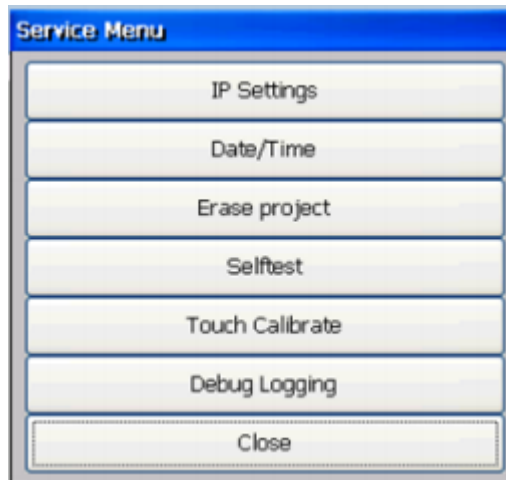 Service Menu
IP Settings
Date/Time
Erase project
Selftest
Touch Calibrate
Debug Logging
Close